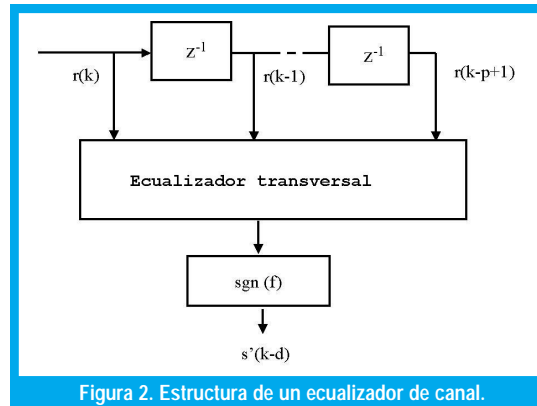 z-1
z-1
r(k)
r(k-1)
r(k-p+1)
Ecualizador transversal
sgn (f)
s'(k-d)
Figura 2. Estructura de un ecualizador de canal.